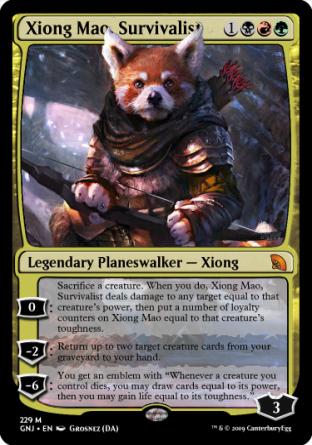 Xiong Mao, Survivalist 1
Legendary Planeswalker — Xiong
Sacrifice a creature. When you do, Xiong Mao,
0 Survivalist deals damage to any target equal to that
creature's power, then put a number of loyalty
counters on Xiong Mao equal to that creature's
toughness.
-2 Return up to two target creature cards from your
graveyard to your hand.
-6 You get an emblem with "Whenever a creature you
control dies, you may draw cards equal to its power,
then you may gain life equal to its toughness."
3
229 M
GNJ • EN Grosnez (DA)
™ & © 2019 CanterburyEgg